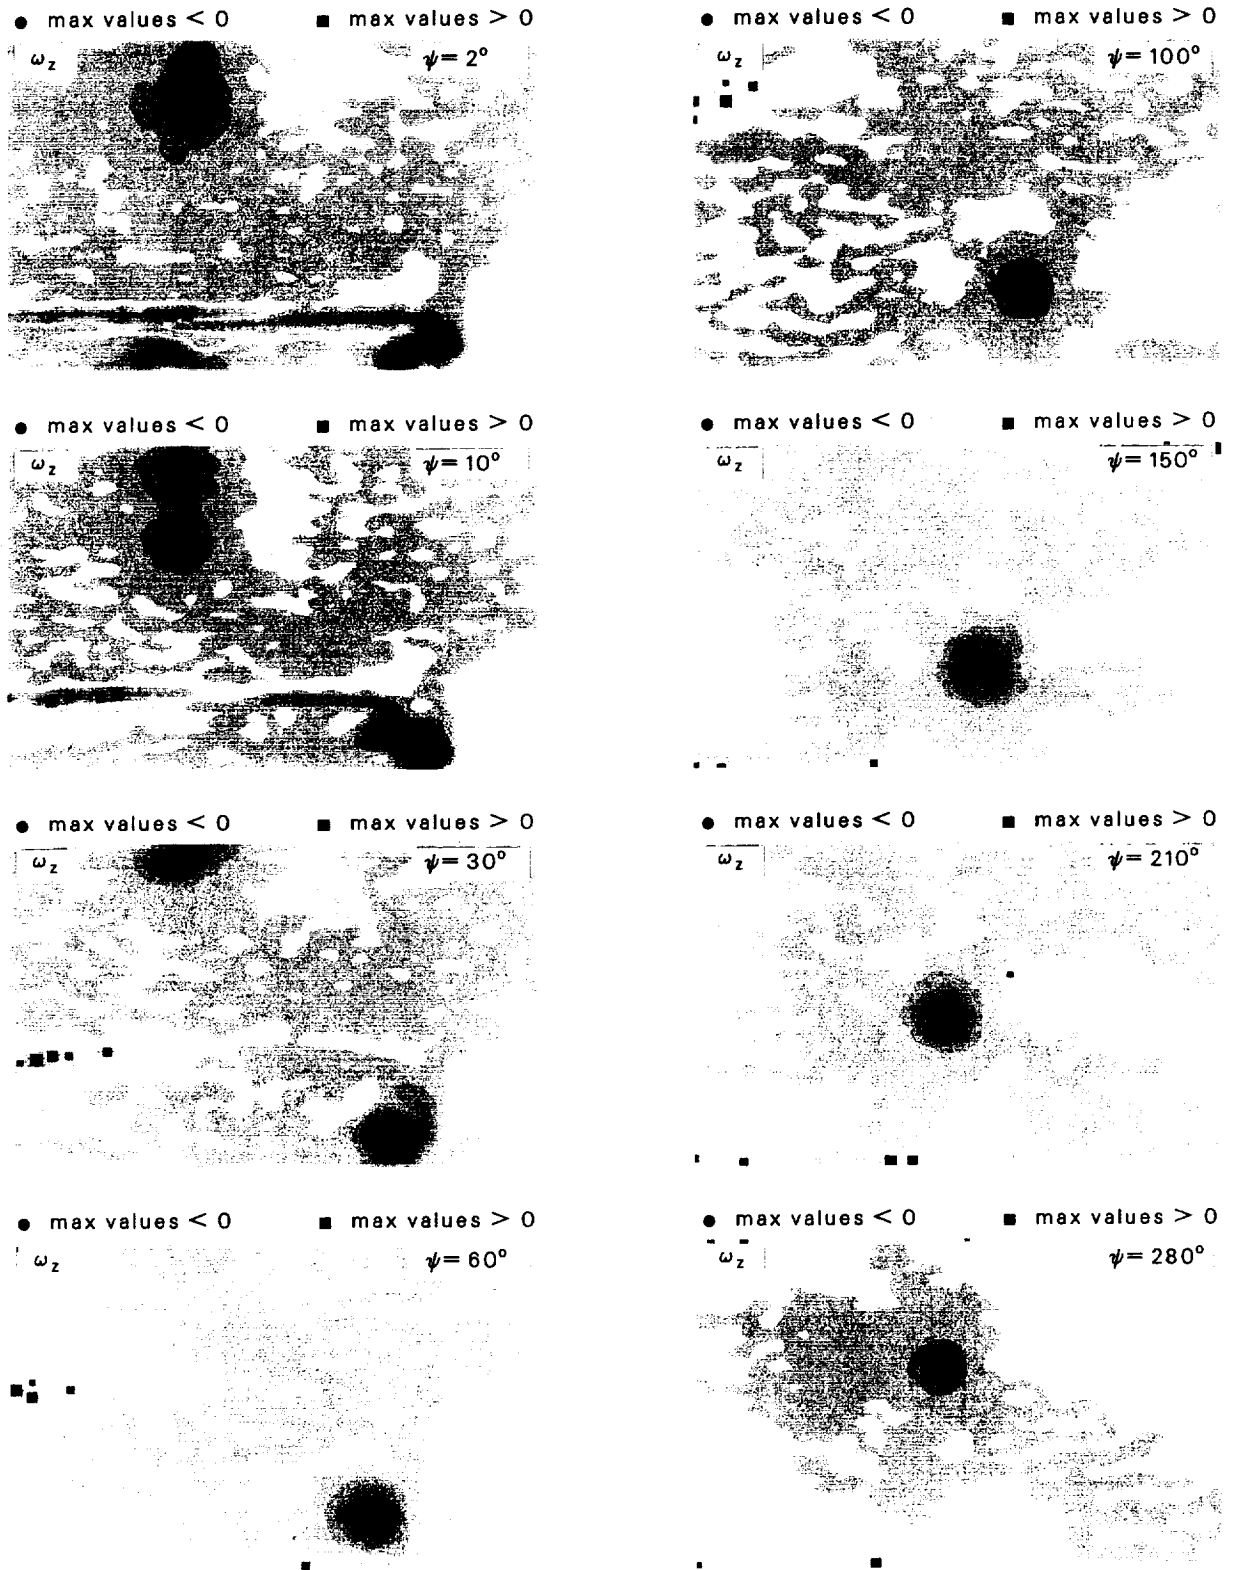 ● max values < 0 ■ max values > 0
ω_z ψ = 2°
● max values < 0 ■ max values > 0
ω_z ψ = 10°
● max values < 0 ■ max values > 0
ω_z ψ = 30°
● max values < 0 ■ max values > 0
ω_z ψ = 60°
● max values < 0 ■ max values > 0
ω_z ψ = 100°
● max values < 0 ■ max values > 0
ω_z ψ = 150°
● max values < 0 ■ max values > 0
ω_z ψ = 210°
● max values < 0 ■ max values > 0
ω_z ψ = 280°